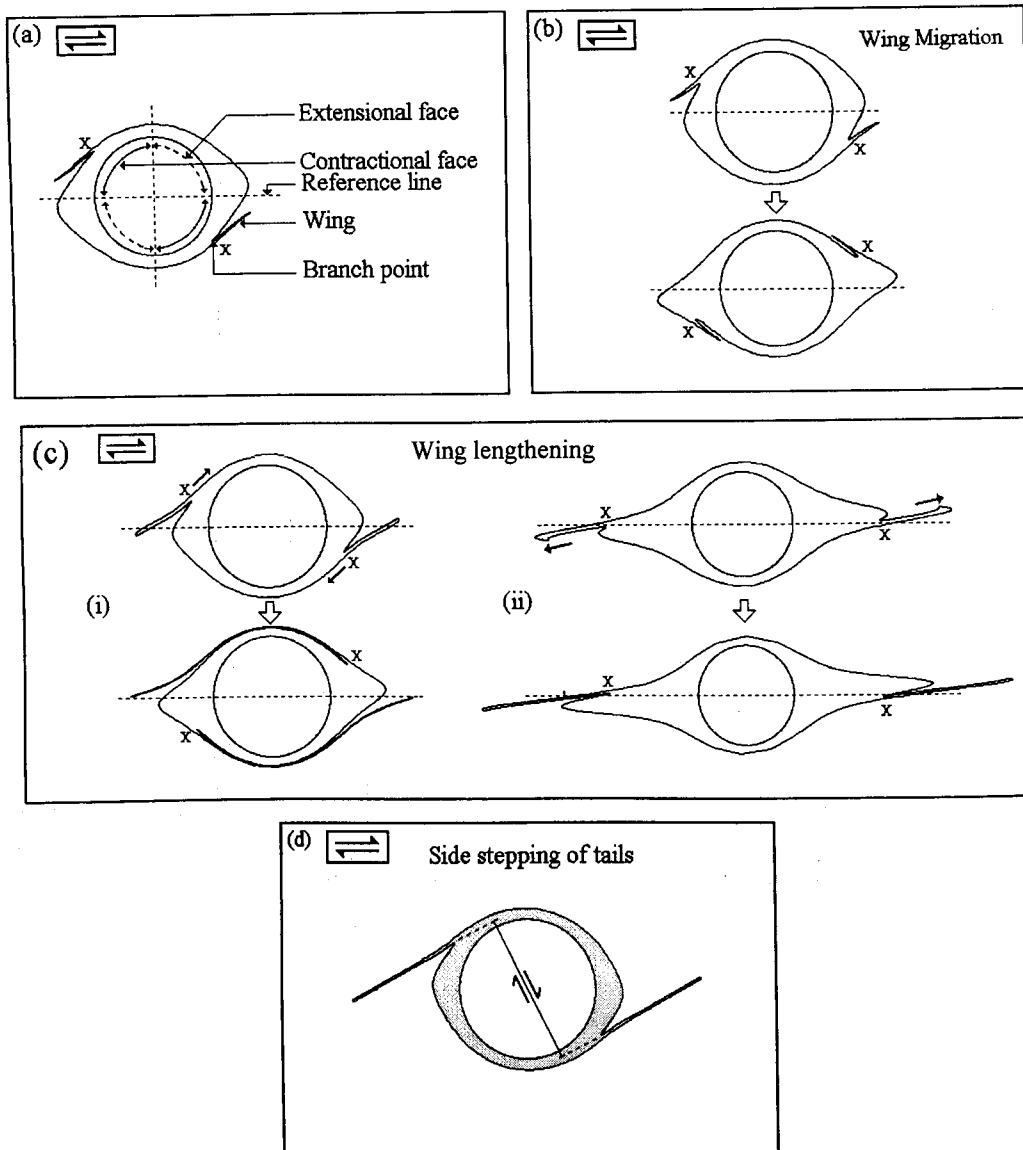 (a)
Extensional face
x
Contractional face
Reference line
Wing
x
Branch point
(b)
Wing Migration
x
x
x
x
(c)
Wing lengthening
x
x
(i)
x
x
x
x
(ii)
x
x
(d)
Side stepping of tails